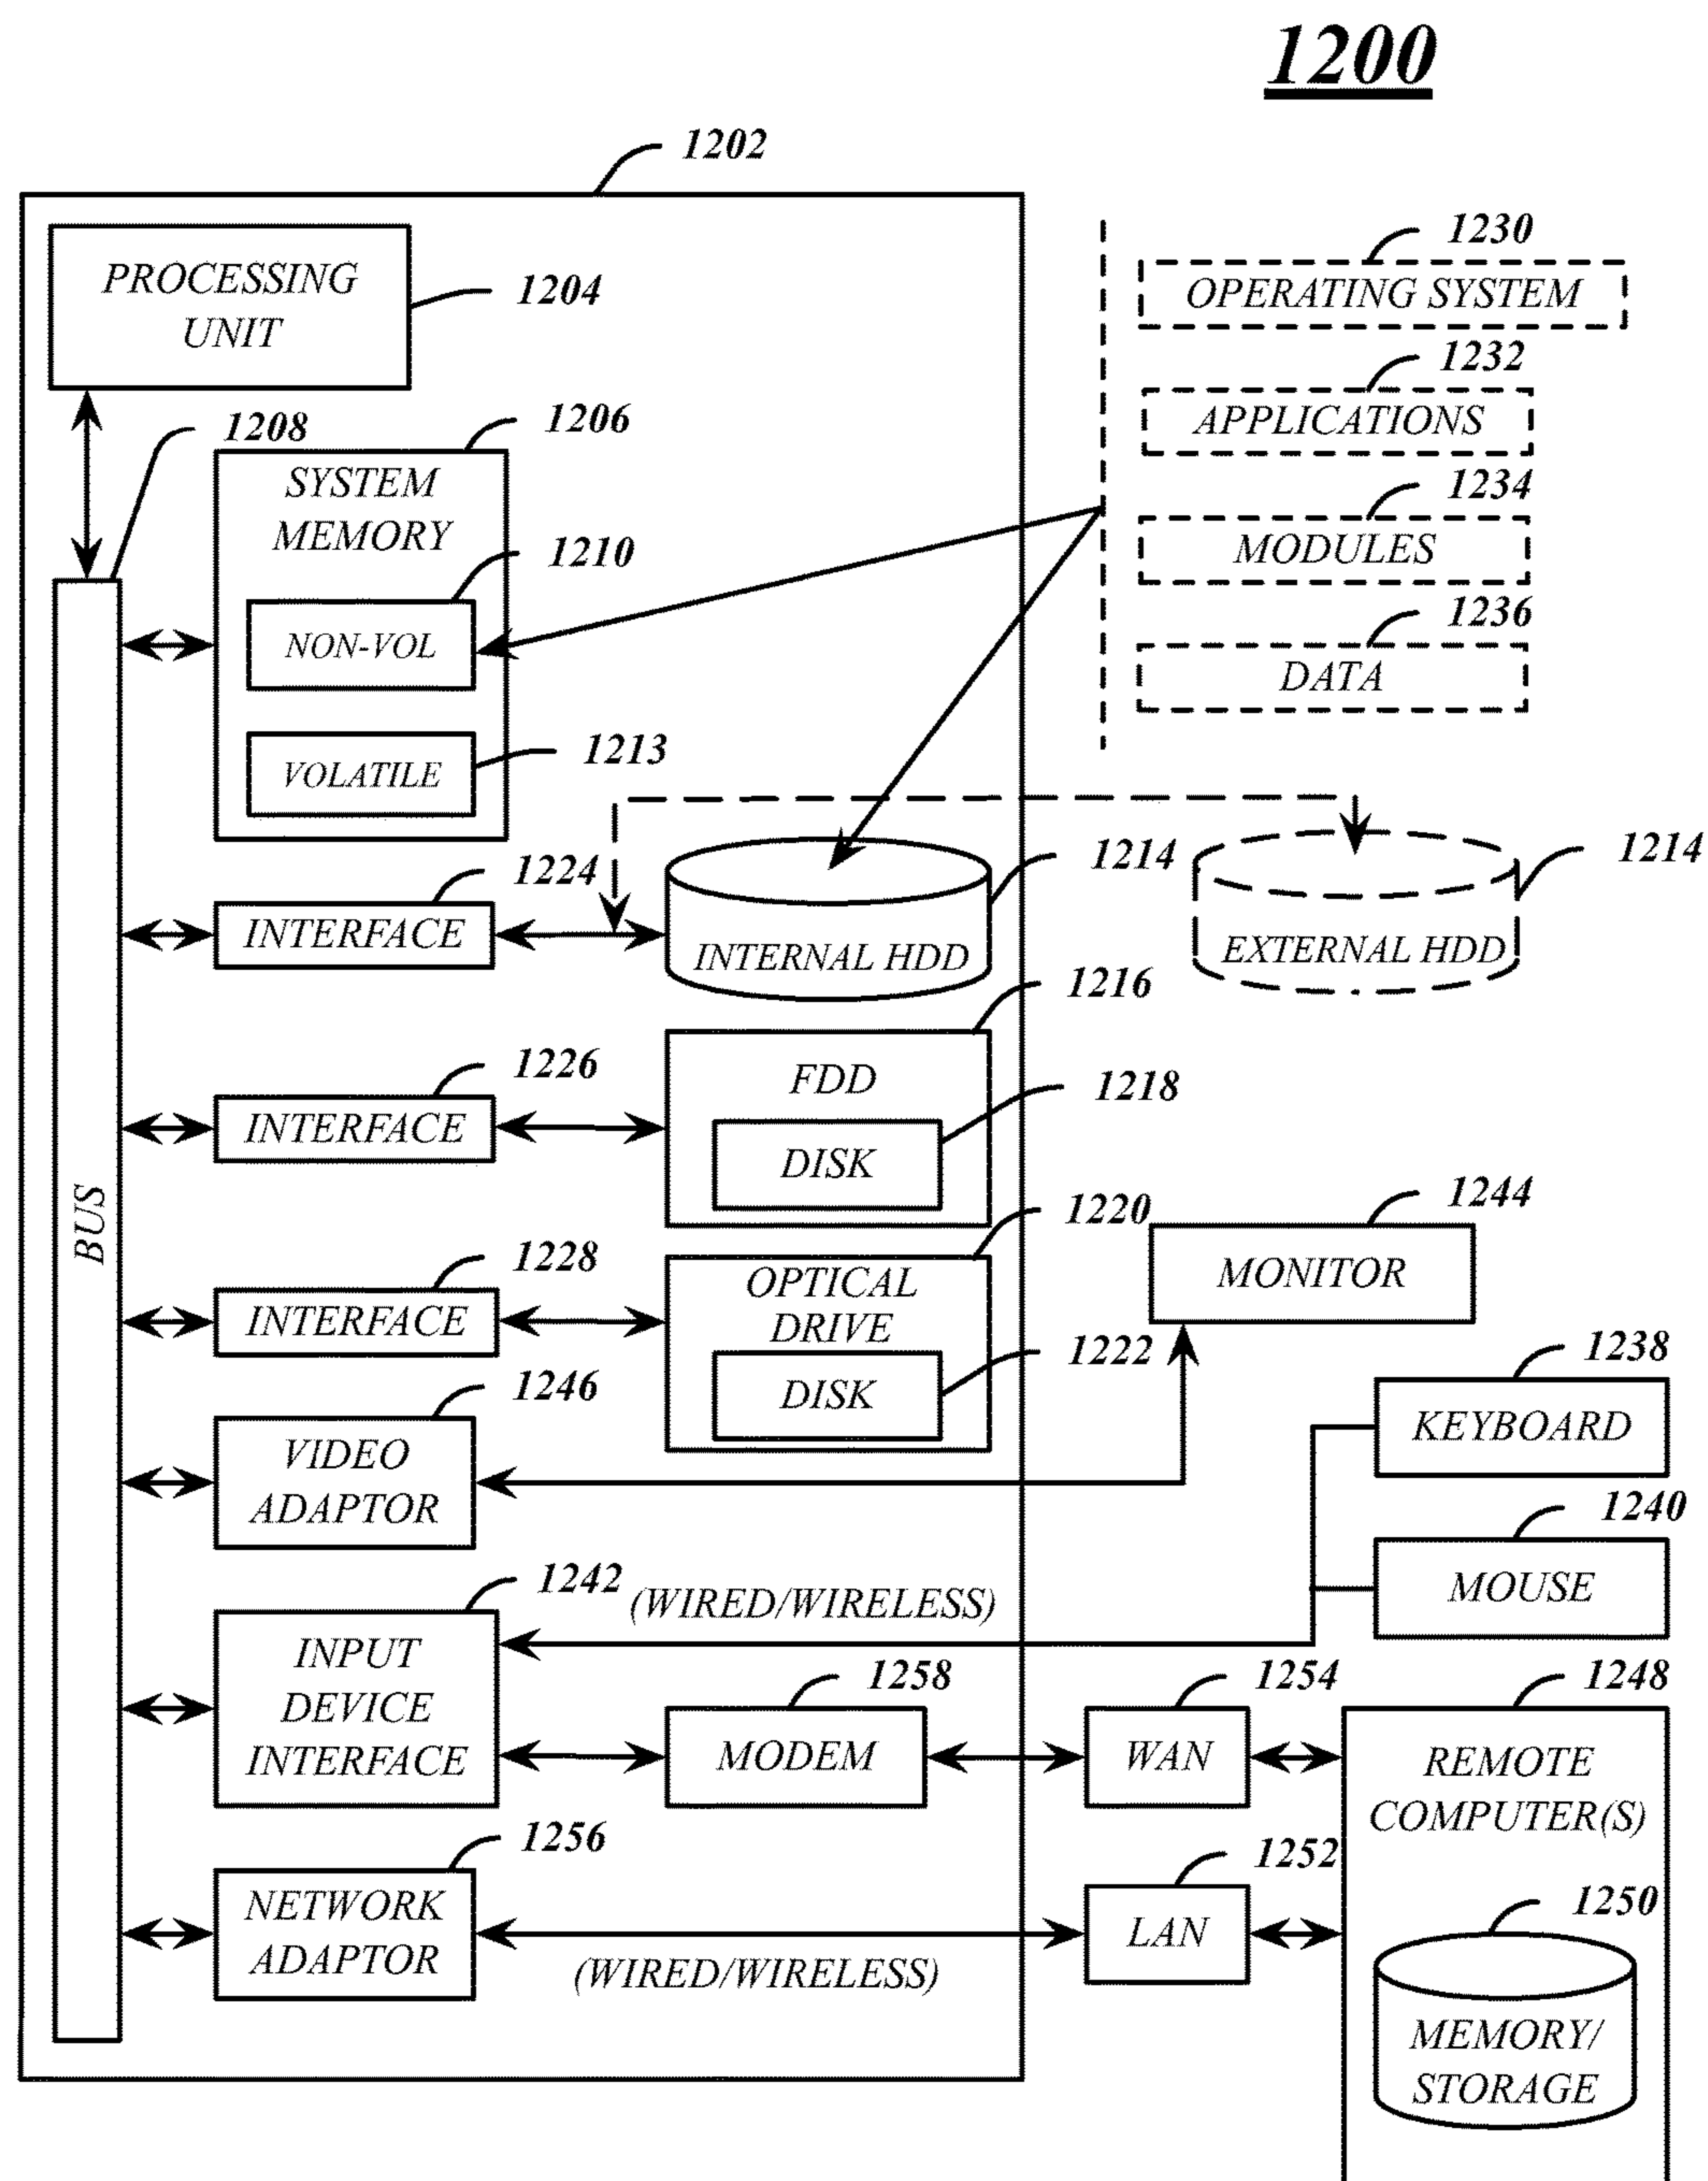 1200
1202
PROCESSING
UNIT
1204
1230
OPERATING SYSTEM
1232
APPLICATIONS
1234
MODULES
1236
DATA
1208
1206
SYSTEM
MEMORY
1210
NON-VOL
1213
VOLATILE
1224
INTERFACE
1214
INTERNAL HDD
1214
EXTERNAL HDD
1216
1226
INTERFACE
FDD
1218
DISK
BUS
1220
1228
INTERFACE
OPTICAL
DRIVE
1222
DISK
1244
MONITOR
1238
KEYBOARD
1246
VIDEO
ADAPTOR
1240
MOUSE
1242
(WIRED/WIRELESS)
INPUT
DEVICE
INTERFACE
1258
MODEM
1254
WAN
1248
REMOTE
COMPUTER(S)
1256
NETWORK
ADAPTOR
(WIRED/WIRELESS)
1252
LAN
1250
MEMORY/
STORAGE